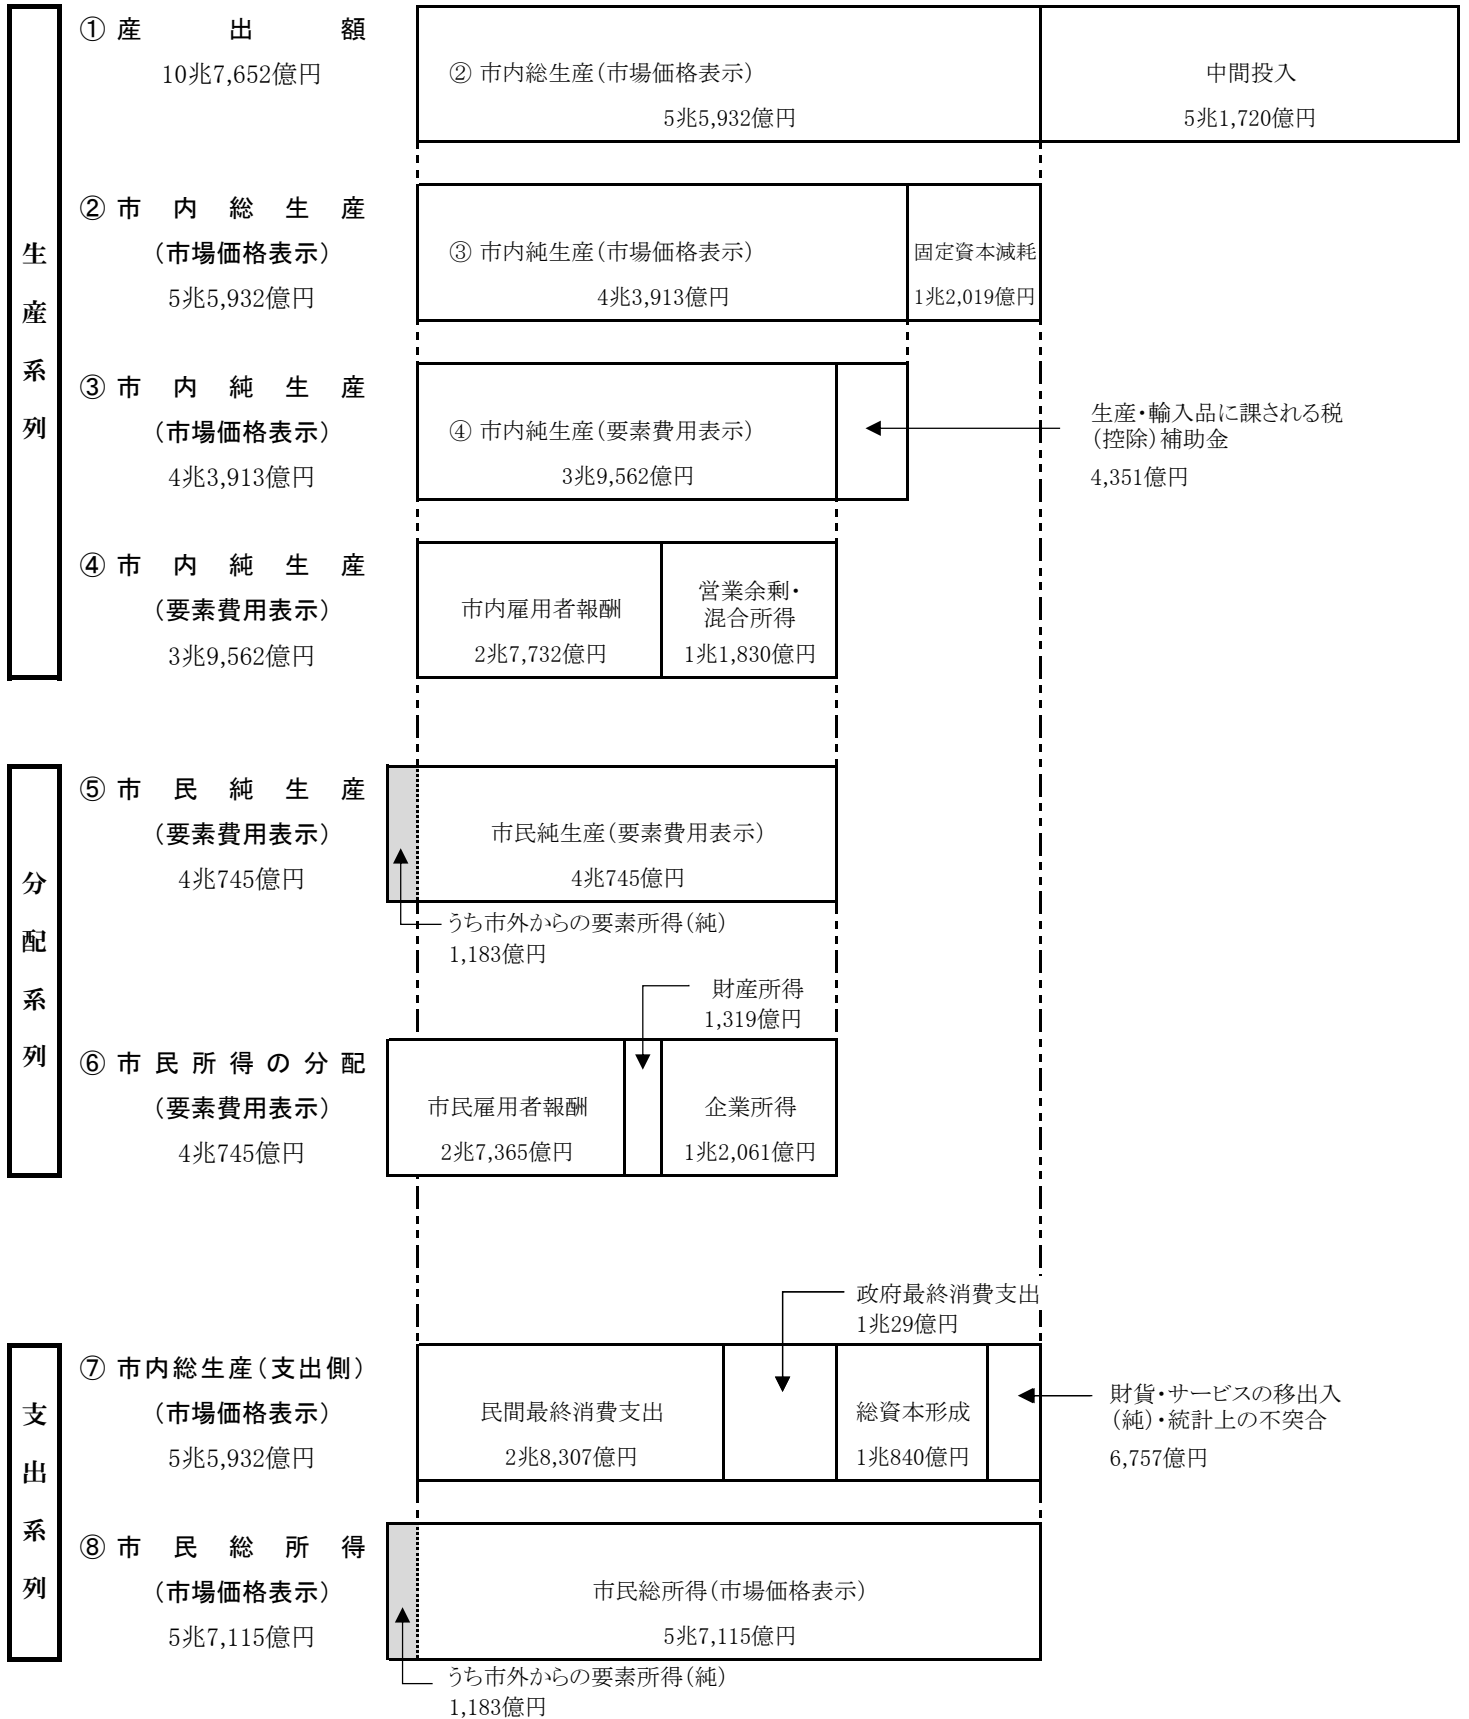 生産系列
① 産出額
10兆7,652億円
② 市内総生産(市場価格表示)
5兆5,932億円
中間投入
5兆1,720億円
② 市内総生産
(市場価格表示)
5兆5,932億円
③ 市内純生産(市場価格表示)
4兆3,913億円
固定資本減耗
1兆2,019億円
③ 市内純生産
(市場価格表示)
4兆3,913億円
④ 市内純生産(要素費用表示)
3兆9,562億円
生産・輸入品に課される税
(控除)補助金
4,351億円
④ 市内純生産
(要素費用表示)
3兆9,562億円
市内雇用者報酬
2兆7,732億円
営業余剰・
混合所得
1兆1,830億円
分配系列
⑤ 市民純生産
(要素費用表示)
4兆745億円
市民純生産(要素費用表示)
4兆745億円
うち市外からの要素所得(純)
1,183億円
財産所得
1,319億円
⑥ 市民所得の分配
(要素費用表示)
4兆745億円
市民雇用者報酬
2兆7,365億円
企業所得
1兆2,061億円
支出系列
政府最終消費支出
1兆29億円
⑦ 市内総生産(支出側)
(市場価格表示)
5兆5,932億円
民間最終消費支出
2兆8,307億円
総資本形成
1兆840億円
財貨・サービスの移出入
(純)・統計上の不突合
6,757億円
⑧ 市民総所得
(市場価格表示)
5兆7,115億円
市民総所得(市場価格表示)
5兆7,115億円
うち市外からの要素所得(純)
1,183億円